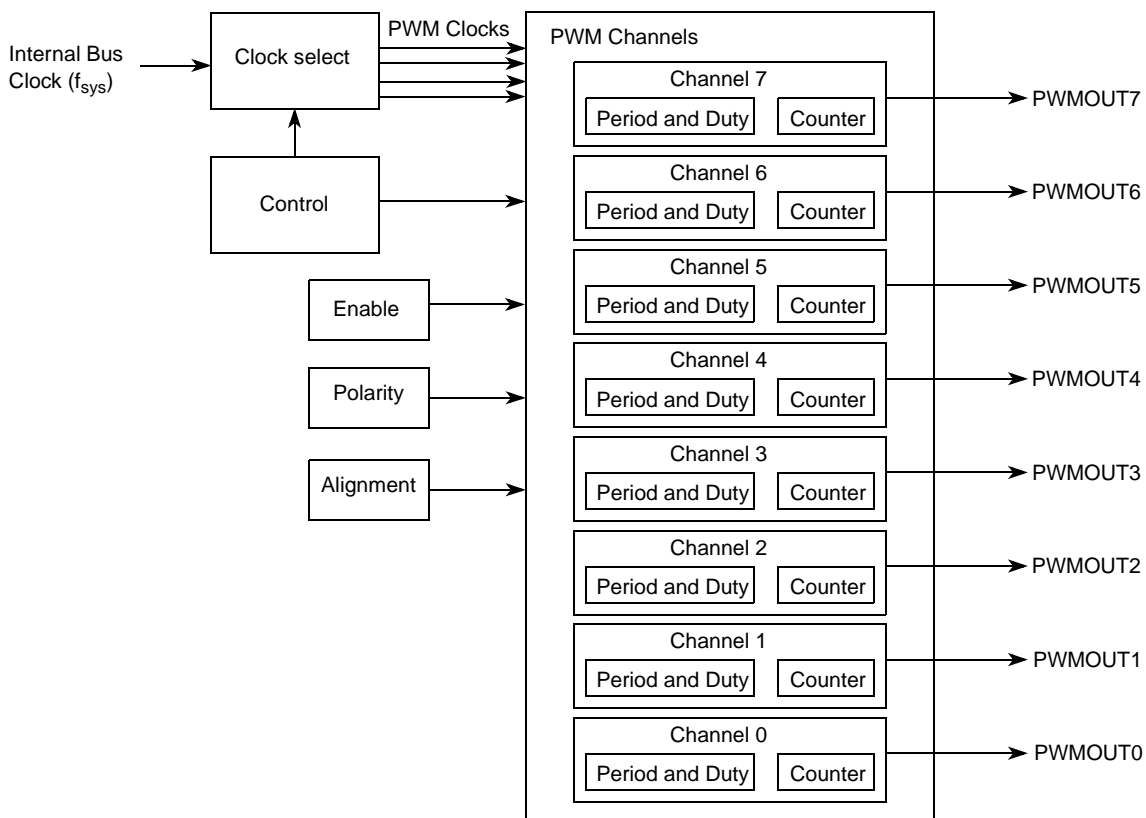 PWM Clocks
Internal Bus
Clock (fsys)
Clock select
Control
Enable
Polarity
Alignment
PWM Channels
Channel 7
Period and Duty
Counter
PWMOUT7
Channel 6
Period and Duty
Counter
PWMOUT6
Channel 5
Period and Duty
Counter
PWMOUT5
Channel 4
Period and Duty
Counter
PWMOUT4
Channel 3
Period and Duty
Counter
PWMOUT3
Channel 2
Period and Duty
Counter
PWMOUT2
Channel 1
Period and Duty
Counter
PWMOUT1
Channel 0
Period and Duty
Counter
PWMOUT0